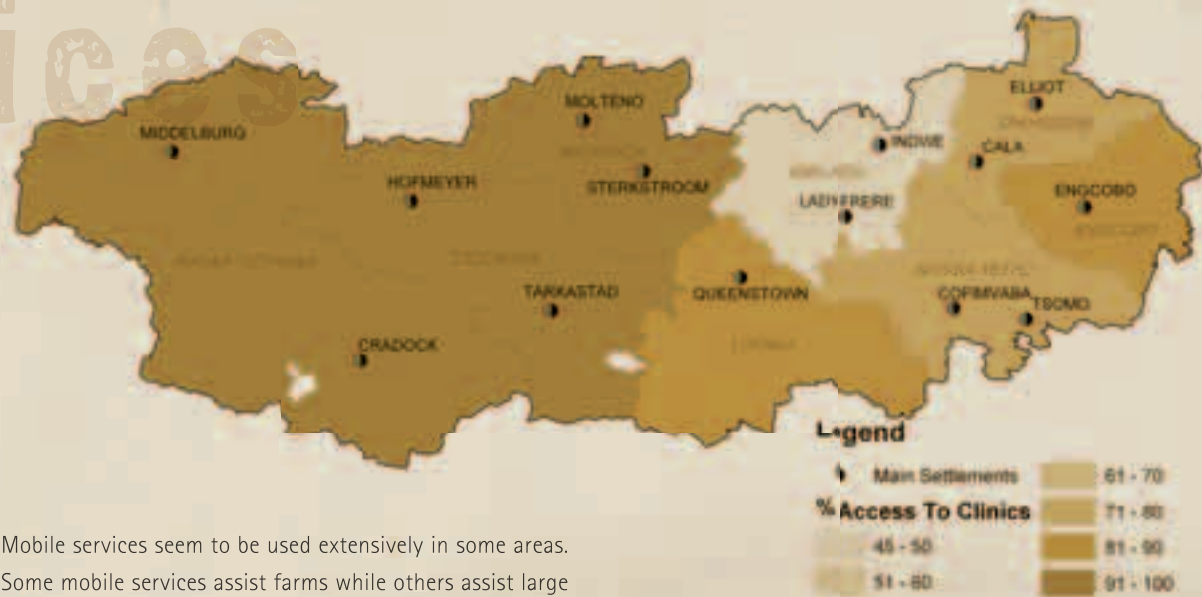 ices
ELLIOT
MOLTENO
MIDDELBURG
INDWE
CALA
HOFMEYER
STERKSTROOM
ENGCOBO
LADYFRERE
TARKASTAD
QUEENSTOWN
COFIMVABA
TSOMO
CRADOCK
Legend
Main Settlements
% Access To Clinics
45 - 50
51 - 60
61 - 70
71 - 80
81 - 90
91 - 100
Mobile services seem to be used extensively in some areas.
Some mobile services assist farms while others assist large